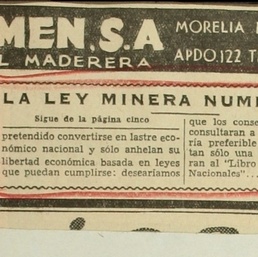 MEN, S.A
MORELIA
L MADERERA
APDO. 122 T
LA LEY MINERA NUM
Sigue de la página cinco
pretendido convertirse en lastre eco-
nómico nacional y sólo anhelan su
libertad económica basada en leyes
que puedan cumplirse: desearíamos
que los conse
consultaran a
ría preferible
tan sólo una
ran al "Libro
Nacionales"...